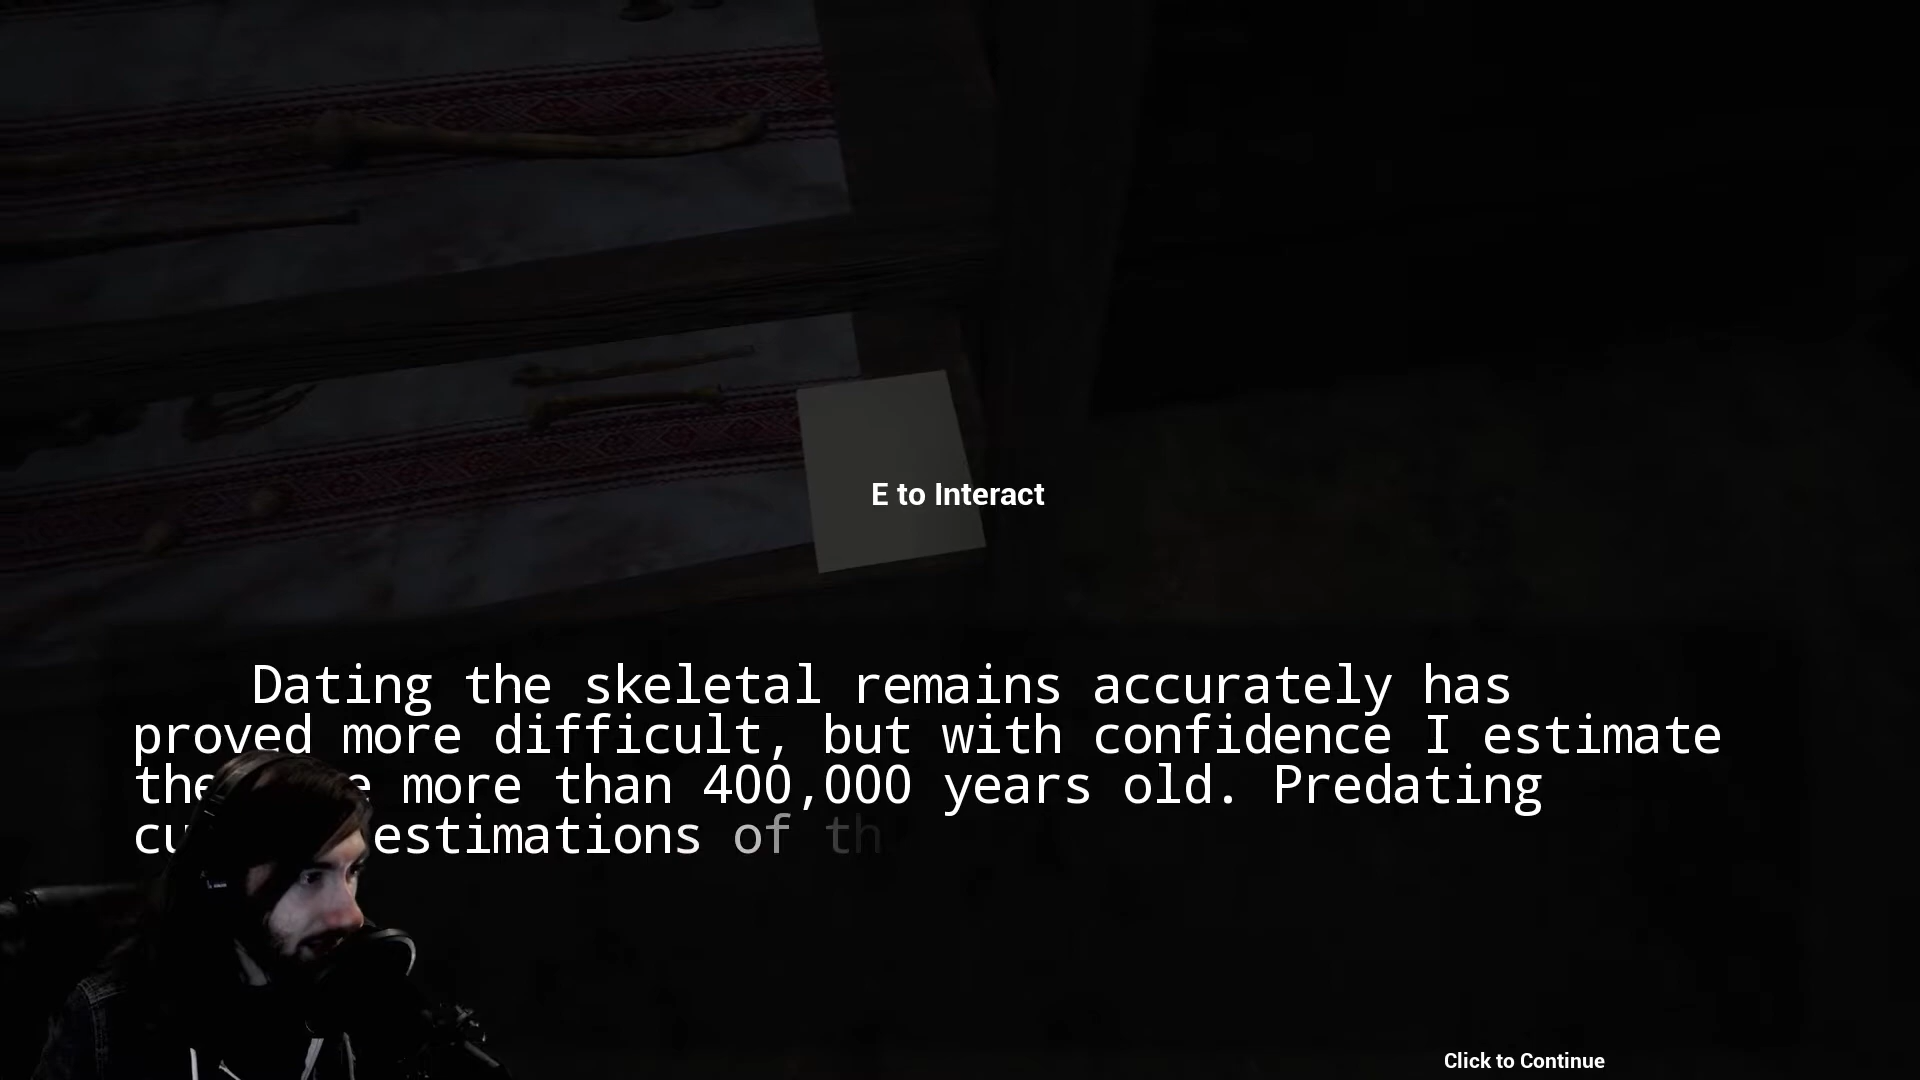 E to Interact
Dating the skeletal remains accurately has
proved more difficult, but with confidence I estimate
more than 400,000 years old. Predating
estimations of th
Click to Continue